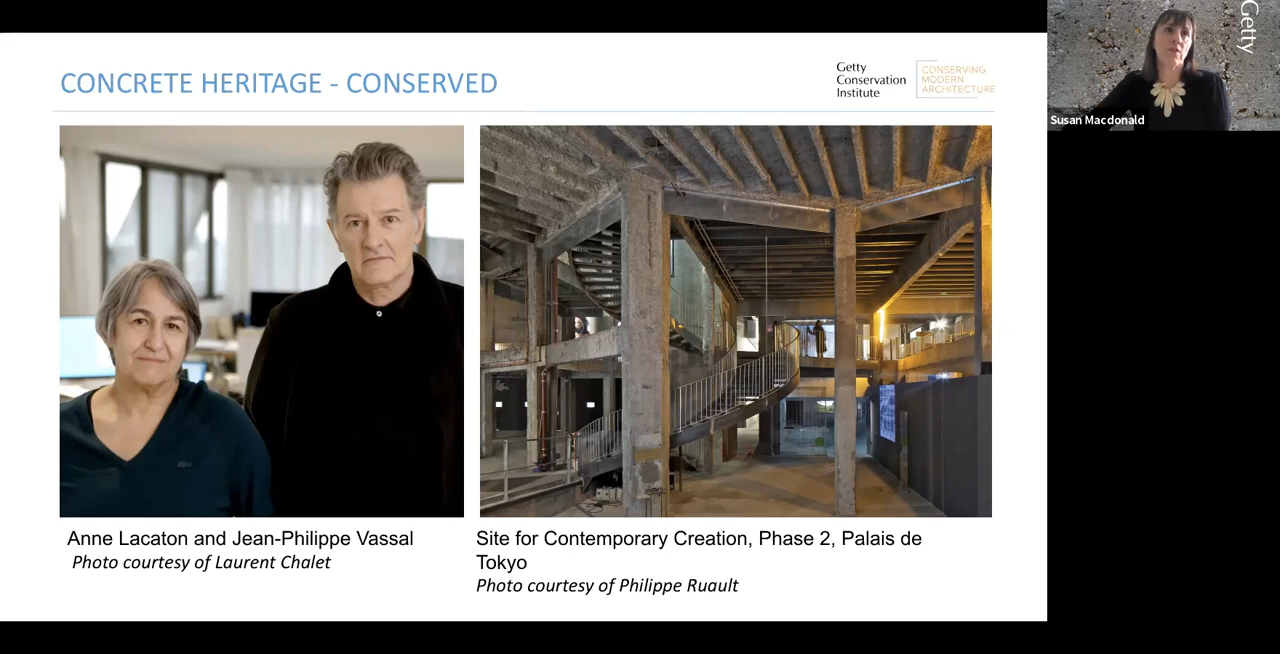 CONCRETE HERITAGE - CONSERVED
Getty
Conservation
Institute
CONSERVING
MODERN
ARCHITECTURE
Getty
Susan Macdonald
Anne Lacaton and Jean-Philippe Vassal
Photo courtesy of Laurent Chalet
Site for Contemporary Creation, Phase 2, Palais de
Tokyo
Photo courtesy of Philippe Ruault